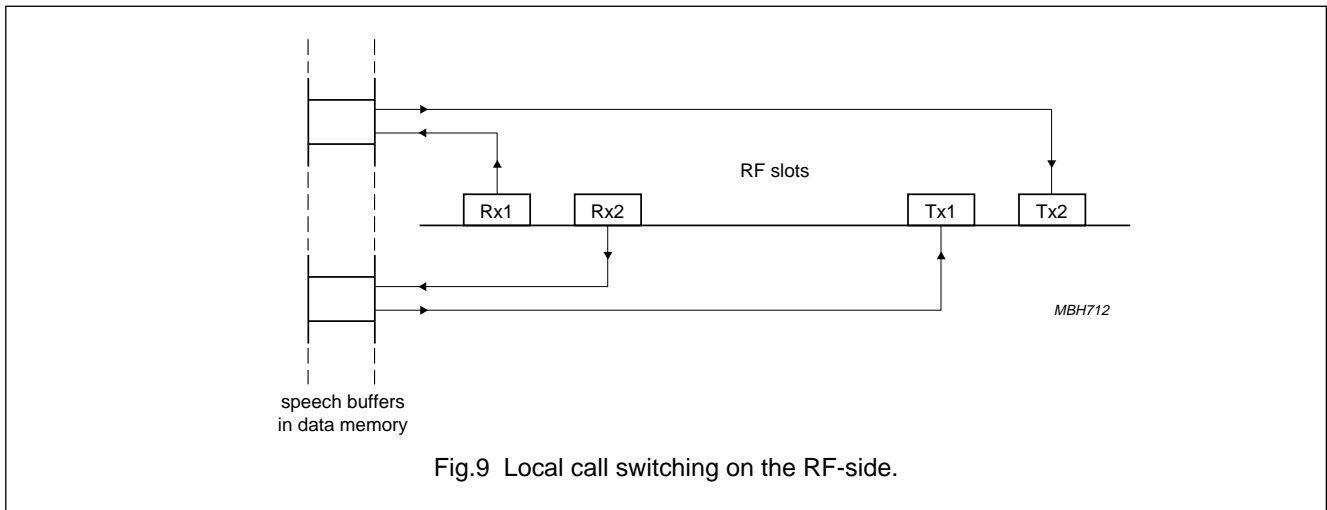 RF slots
Rx1 Rx2 Tx1 Tx2
MBH712
speech buffers
in data memory
Fig.9 Local call switching on the RF-side.